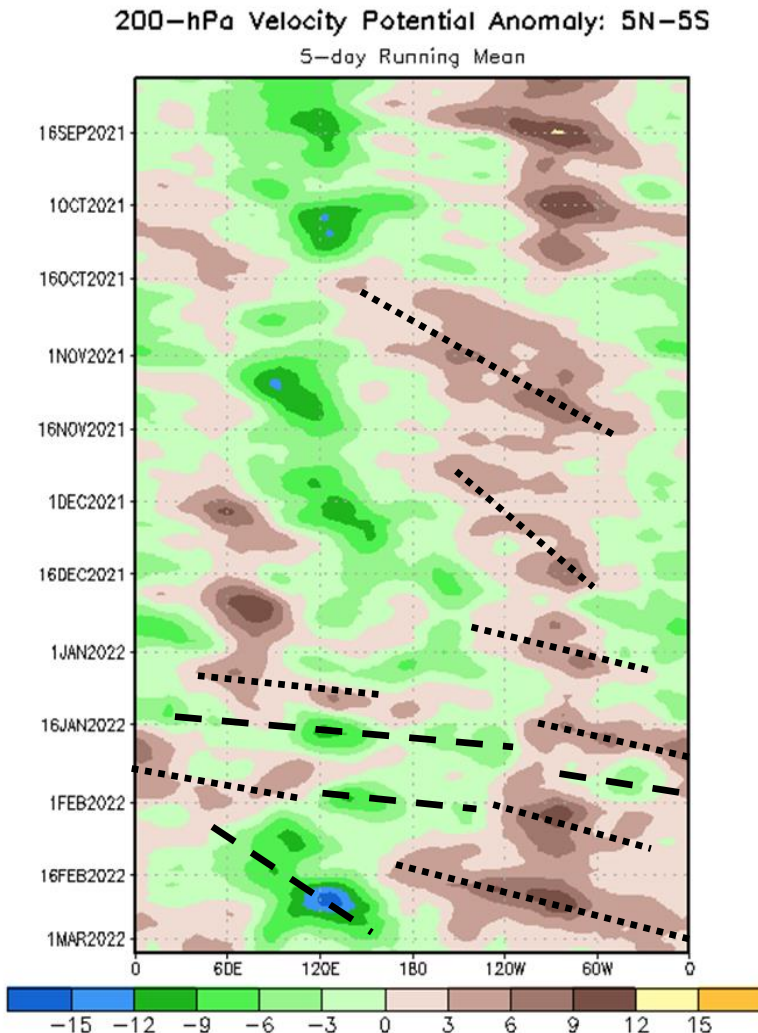 200-hPa Velocity Potential Anomaly: 5N-5S
5-day Running Mean
16SEP2021
1OCT2021
16OCT2021
1NOV2021
16NOV2021
1DEC2021
16DEC2021
1JAN2022
16JAN2022
1FEB2022
16FEB2022
1MAR2022
0 60E 120E 180 120W 60W 0
-15 -12 -9 -6 -3 0 3 6 9 12 15